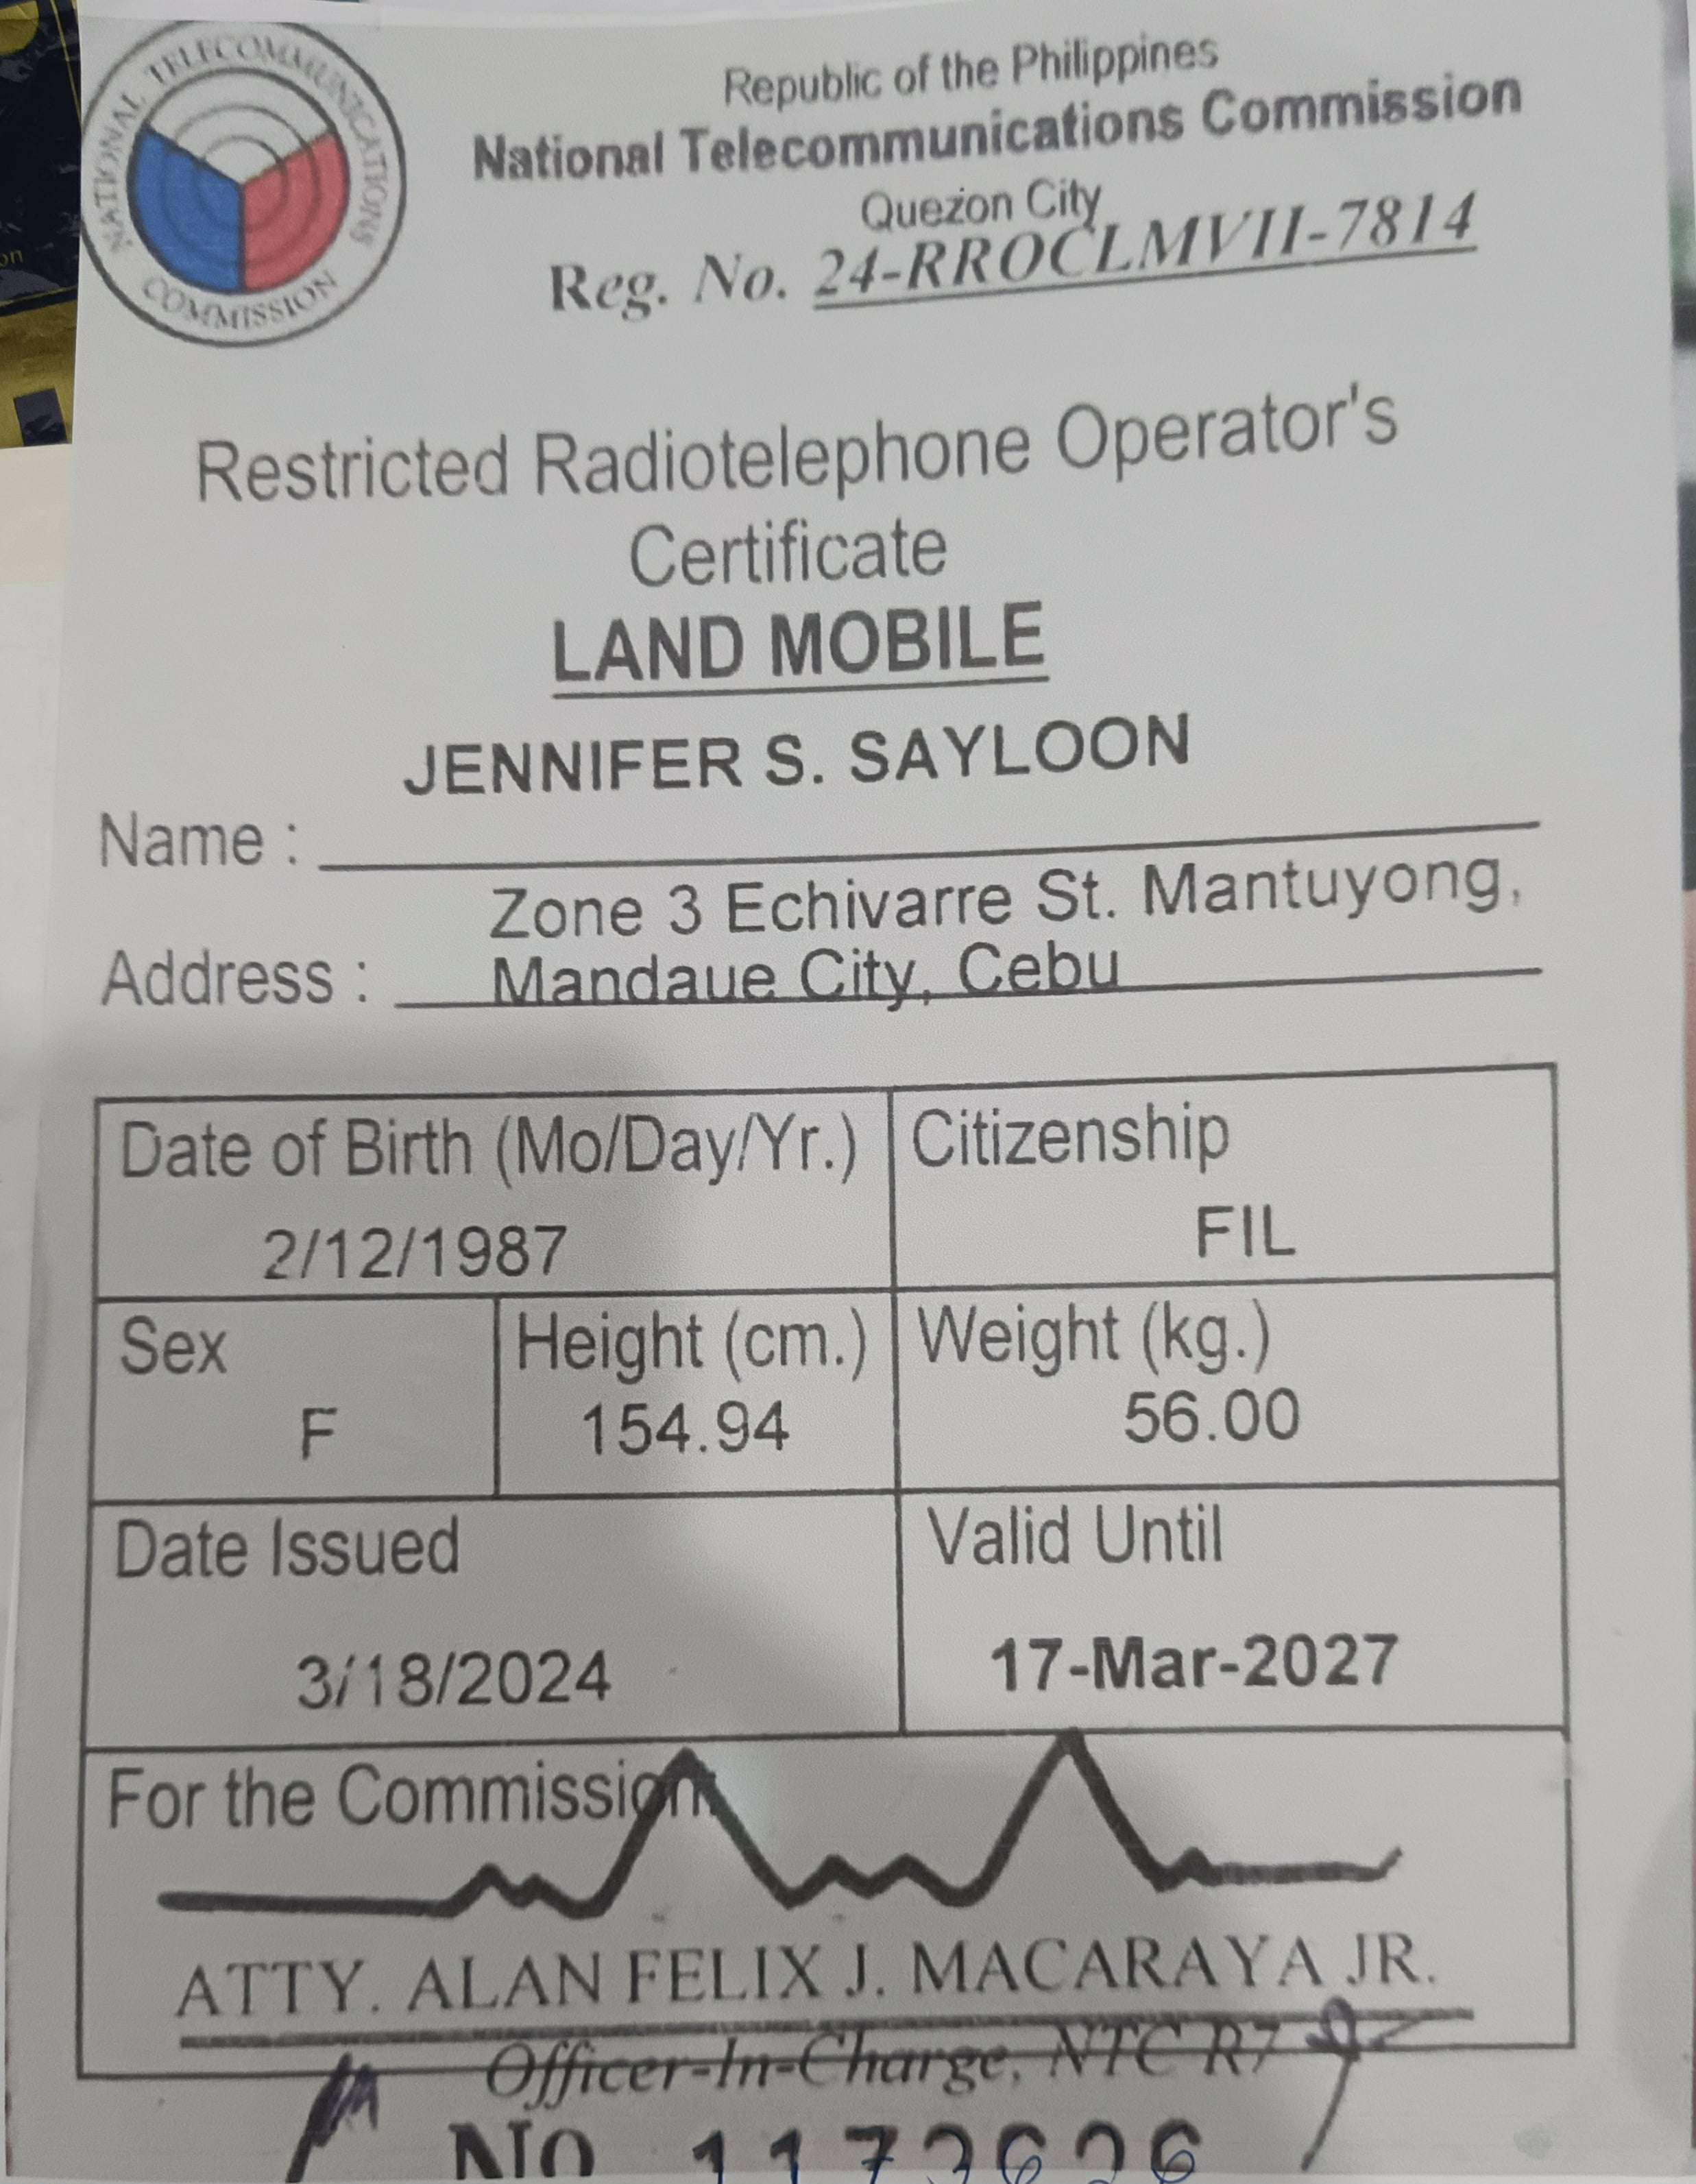 NATIONAL TELECOMMUNICATIONS COMMISSION
Republic of the Philippines
National Telecommunications Commission
Quezon City
Reg. No. 24-RROCLMVII-7814
Restricted Radiotelephone Operator's
Certificate
LAND MOBILE
JENNIFER S. SAYLOON
Name :
Zone 3 Echivarre St. Mantuyong,
Address : Mandaue City, Cebu
Date of Birth (Mo/Day/Yr.) Citizenship
2/12/1987 FIL
Sex Height (cm.) Weight (kg.)
F 154.94 56.00
Date Issued Valid Until
3/18/2024 17-Mar-2027
For the Commission
ATTY. ALAN FELIX J. MACARAYA JR.
Officer-In-Charge, NTC R7
No